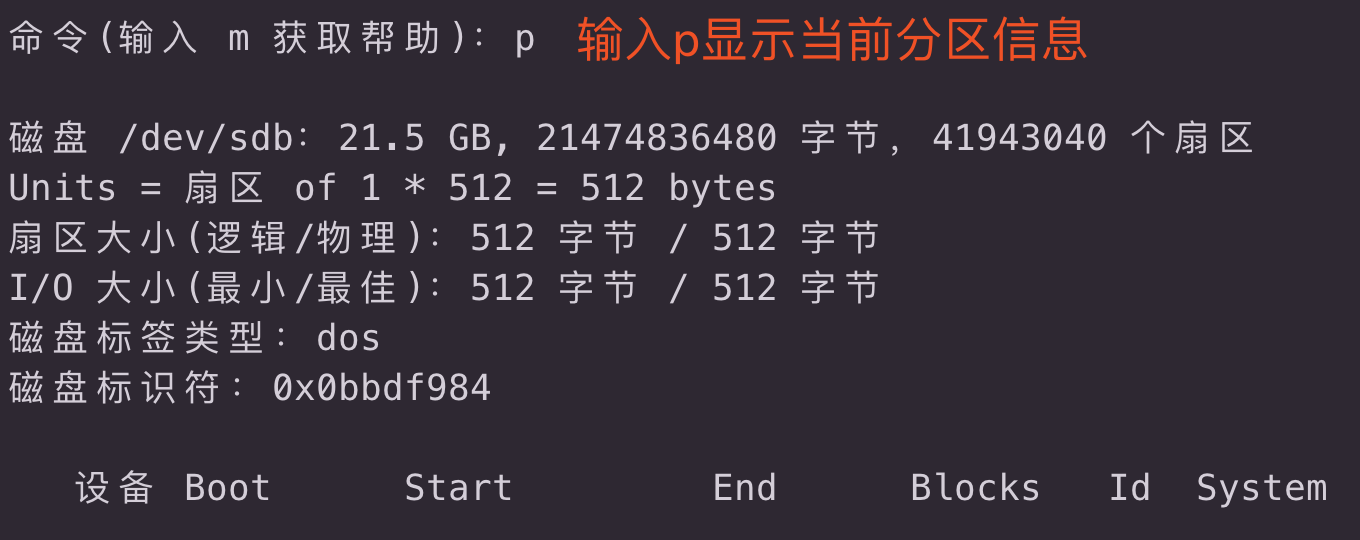 命令(输入 m 获取帮助)：p 输入p显示当前分区信息
磁盘 /dev/sdb：21.5 GB, 21474836480 字节，41943040 个扇区
Units = 扇区 of 1 * 512 = 512 bytes
扇区大小(逻辑/物理)：512 字节 / 512 字节
I/O 大小(最小/最佳)：512 字节 / 512 字节
磁盘标签类型：dos
磁盘标识符：0x0bbdf984
设备 Boot Start End Blocks Id System